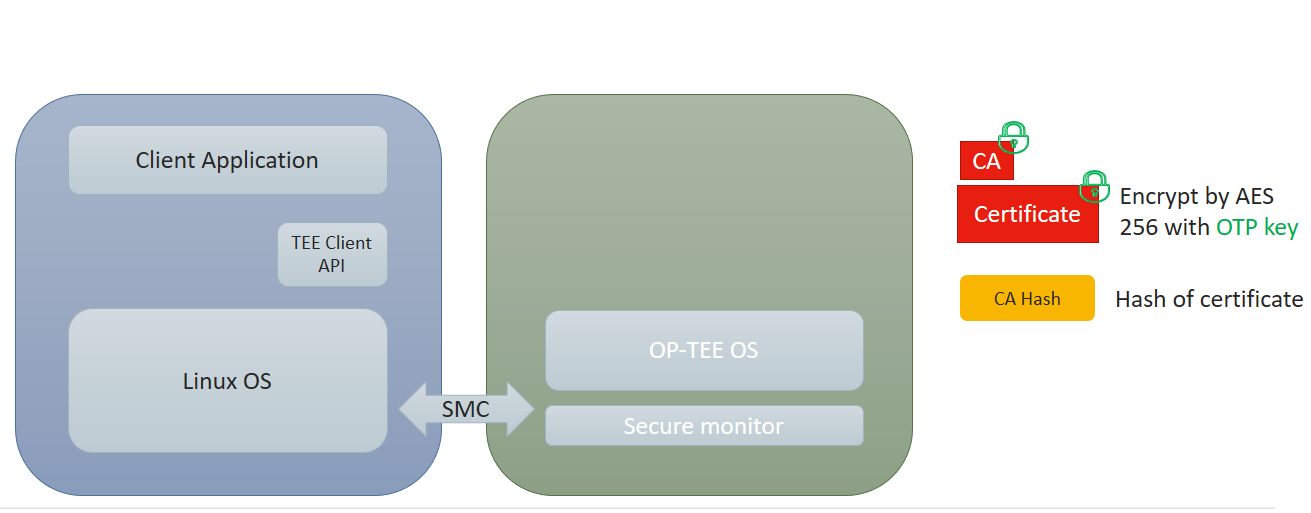 Client Application
TEE Client
API
Linux OS
SMC
OP-TEE OS
Secure monitor
CA
Certificate
Encrypt by AES
256 with OTP key
CA Hash
Hash of certificate